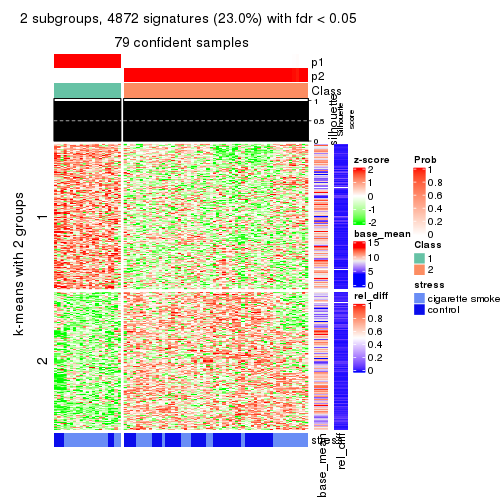 2 subgroups, 4872 signatures (23.0%) with fdr < 0.05
79 confident samples
p1
p2
Class
1
0.5
0
silhouette
Silhouette
score
k-means with 2 groups
1
2
stress
base_mean
rel_diff
z-score
2
1
0
-1
-2
base_mean
15
10
5
0
rel_diff
1
0.8
0.6
0.4
0.2
0
Prob
1
0.8
0.6
0.4
0.2
0
Class
1
2
stress
cigarette smoke
control